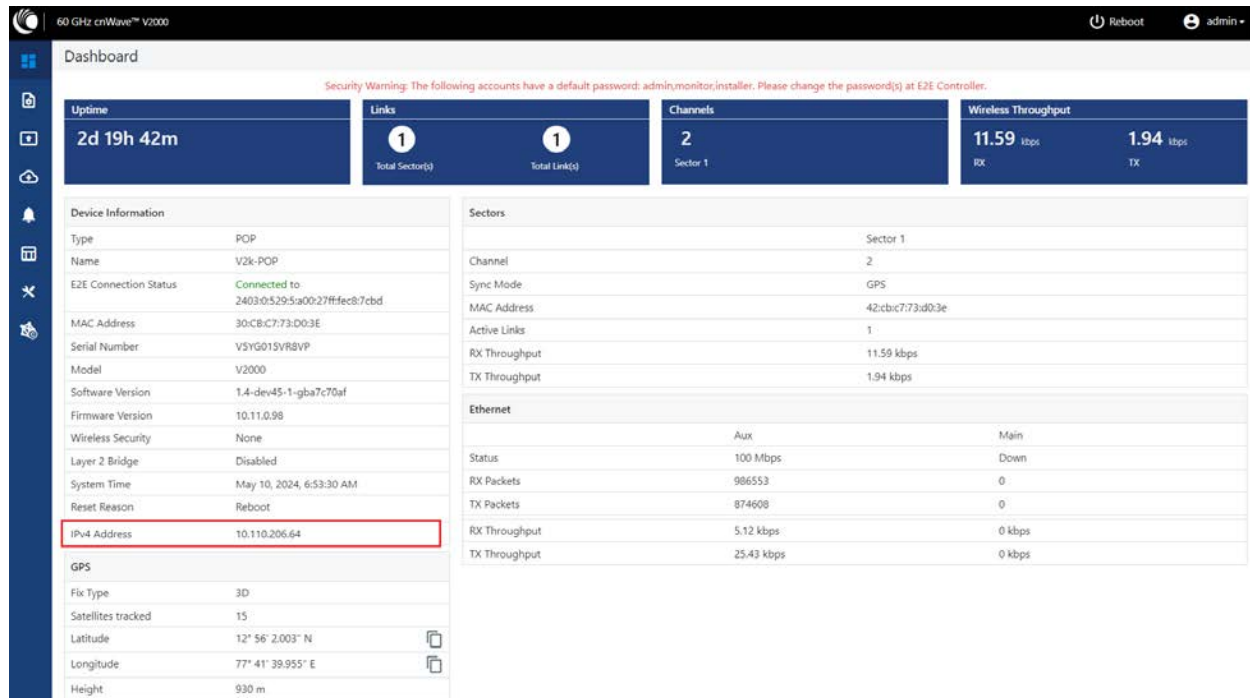 60 GHz cnWave™ V2000
Reboot
admin
Dashboard
Security Warning: The following accounts have a default password: admin,monitor,installer. Please change the password(s) at E2E Controller.
Uptime
2d 19h 42m
Links
1 1
Total Sector(s) Total Link(s)
Channels
2
Sector 1
Wireless Throughput
11.59 kbps 1.94 kbps
RX TX
Device Information
Type POP
Name V2k-POP
E2E Connection Status Connected to
2403:0:529:5:a00:27ff:fec8:7cbd
MAC Address 30:CB:C7:73:D0:3E
Serial Number V5YG015VR8VP
Model V2000
Software Version 1.4-dev45-1-gba7c70af
Firmware Version 10.11.0.98
Wireless Security None
Layer 2 Bridge Disabled
System Time May 10, 2024, 6:53:30 AM
Reset Reason Reboot
IPv4 Address 10.110.206.64
GPS
Fix Type 3D
Satellites tracked 15
Latitude 12° 56' 2.003" N
Longitude 77° 41' 39.955" E
Height 930 m
Sectors
Sector 1
Channel 2
Sync Mode GPS
MAC Address 42:cb:c7:73:d0:3e
Active Links 1
RX Throughput 11.59 kbps
TX Throughput 1.94 kbps
Ethernet
Aux Main
Status 100 Mbps Down
RX Packets 986553 0
TX Packets 874608 0
RX Throughput 5.12 kbps 0 kbps
TX Throughput 25.43 kbps 0 kbps